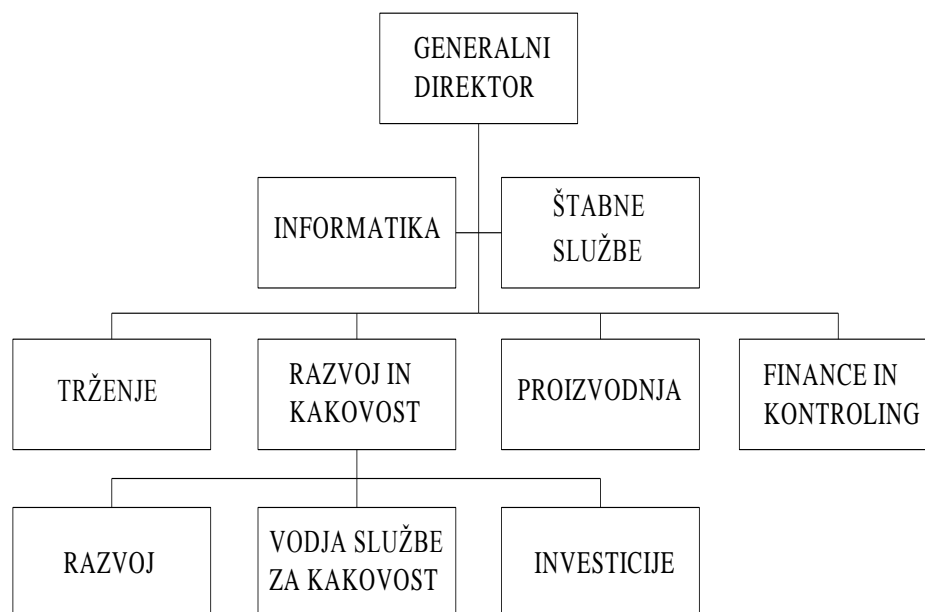 GENERALNI
DIREKTOR
INFORMATIKA
ŠTABNE
SLUŽBE
TRŽENJE
RAZVOJ IN
KAKOVOST
PROIZVODNJA
FINANCE IN
KONTROLING
RAZVOJ
VODJA SLUŽBE
ZA KAKOVOST
INVESTICIJE